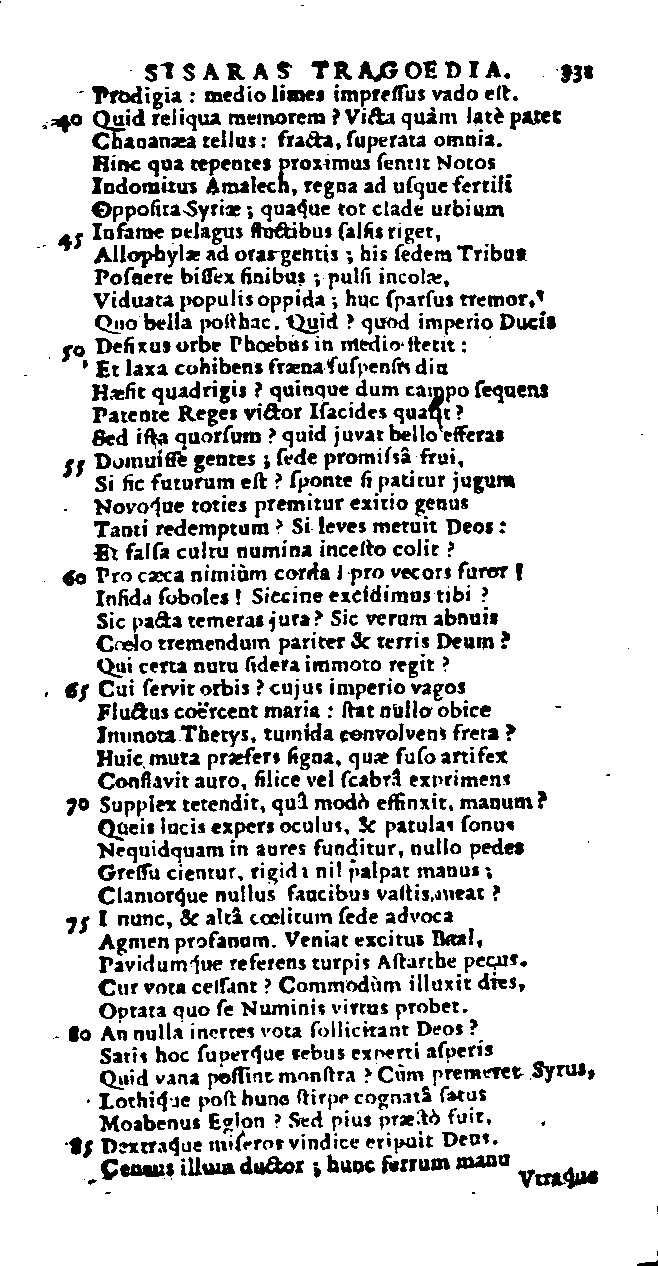 SISARAS TRAGOEDIA. 931
Prodigia : medio limes impreſſus vado eſt.
40 Quid reliqua memorem ? Victa quàm latè patet
Chananæa tellus : fracta, ſuperata omnia.
Hinc qua tepentes proximus ſentit Notos
Indomitus Amalech, regna ad uſque fertili
Oppoſita Syriæ ; quaque tot clade urbium
45 Infame pelagus fluctibus ſalſis riget,
Allophylæ ad oras gentis ; his ſedem Tribus
Poſuere biſſex finibus ; pulſi incolæ,
Viduata populis oppida ; huc ſparſus tremor,
Quo bella poſthac. Quid ? quod imperio Ducis
50 Defixus orbe Phœbus in medio ſtetit :
Et laxa cohibens fræna ſuſpenſis diu
Hæſit quadrigis ? quinque dum campo ſequens
Patente Reges victor Iſacides quatit ?
Sed iſta quorſum ? quid juvat bello efferas
55 Domuiſſe gentes ; ſede promiſsâ frui,
Si ſic futurum eſt ? ſponte ſi patitur jugum
Novoque toties premitur exitio genus
Tanti redemptum ? Si leves metuit Deos :
Et falſa cultu numina inceſto colit ?
60 Pro cæca nimiùm corda ! pro vecors furor !
Infida ſoboles ! Siccine excidimus tibi ?
Sic pacta temeras jura ? Sic verum abnuis
Cœlo tremendum pariter & terris Deum ?
Qui certa nutu ſidera immoto regit ?
65 Cui ſervit orbis ? cujus imperio vagos
Fluctus coërcent maria : ſtat nullo obice
Immota Thetys, tumida convolvens freta ?
Huic muta præfers ſigna, quæ fuſo artifex
Conflavit auro, ſilice vel ſcabrâ exprimens
70 Supplex tetendit, quâ modò effinxit, manum ?
Queis lucis expers oculus, & patulas ſonus
Nequidquam in aures funditur, nullo pedes
Greſſu cientur, rigida nil palpat manus ;
Clamorque nullus faucibus vaſtis meat ?
75 I nunc, & altâ cœlitum ſede advoca
Agmen profanum. Veniat excitus Baal,
Pavidumque referens turpis Aſtarthe pecus.
Cur vota ceſſant ? Commodùm illuxit dies,
Optata quo ſe Numinis virtus probet.
80 An nulla inertes vota ſollicitant Deos ?
Satis hoc ſuperque rebus experti aſperis
Quid vana poſſint monſtra ? Cùm premeret Syrus,
Lothique poſt hunc ſtirpe cognatâ ſatus
Moabenus Eglon ? Sed pius præſtò fuit,
85 Dextraque miſeros vindice eripuit Deus.
Cenæus illum ductor ; hunc ferrum manu
Vtraque